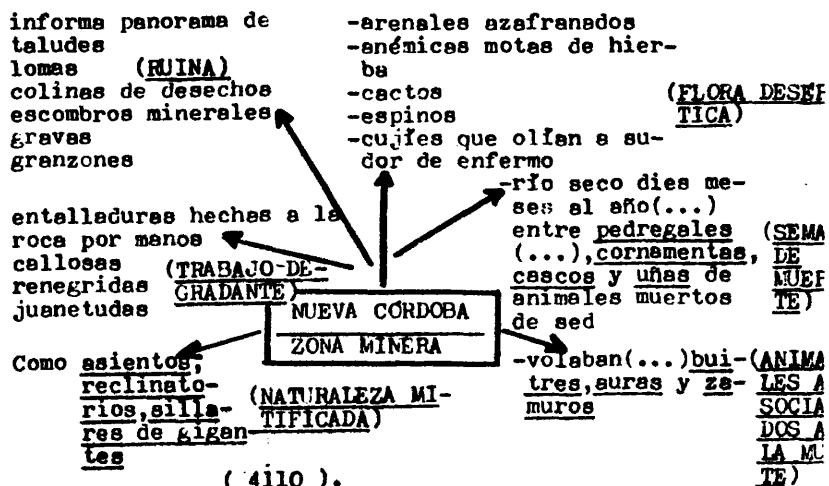 informa panorama de
taludes
lomas (RUINA)
colinas de desechos
escombros minerales
gravas
granzones
-arenales azafranados
-anémicas motas de hier-
ba
-cactos
-espinos
-cujíes que olían a su-
dor de enfermo
(FLORA DESÉR
TICA)
-río seco dies me-
ses al año(...)
entre pedregales
(...),cornamentas,
cascos y uñas de
animales muertos
de sed
(SEMA
DE
MUER
TE)
entalladuras hechas a la
roca por manos
callosas
renegridas
juanetudas
(TRABAJO-DE-
GRADANTE)
NUEVA CÓRDOBA
ZONA MINERA
Como asientos,
reclinato-
rios,silla-
res de gigan-
tes
(NATURALEZA MI-
TIFICADA)
-volaban(...)bui-
tres,auras y za-
muros
(ANIMA
LES A
SOCIA
DOS A
LA MU
TE)
( 4110 ).